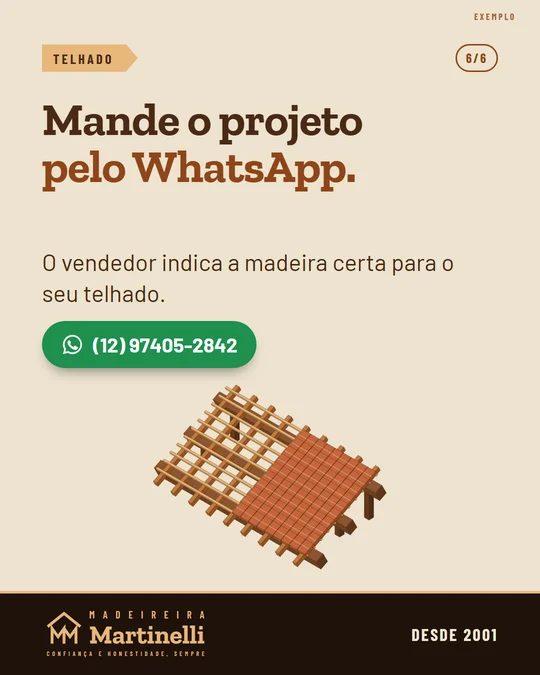 EXEMPLO
TELHADO
6/6
Mande o projeto
pelo WhatsApp.
O vendedor indica a madeira certa para o
seu telhado.
(12) 97405-2842
MADEIREIRA
Martinelli
CONFIANÇA E HONESTIDADE, SEMPRE
DESDE 2001